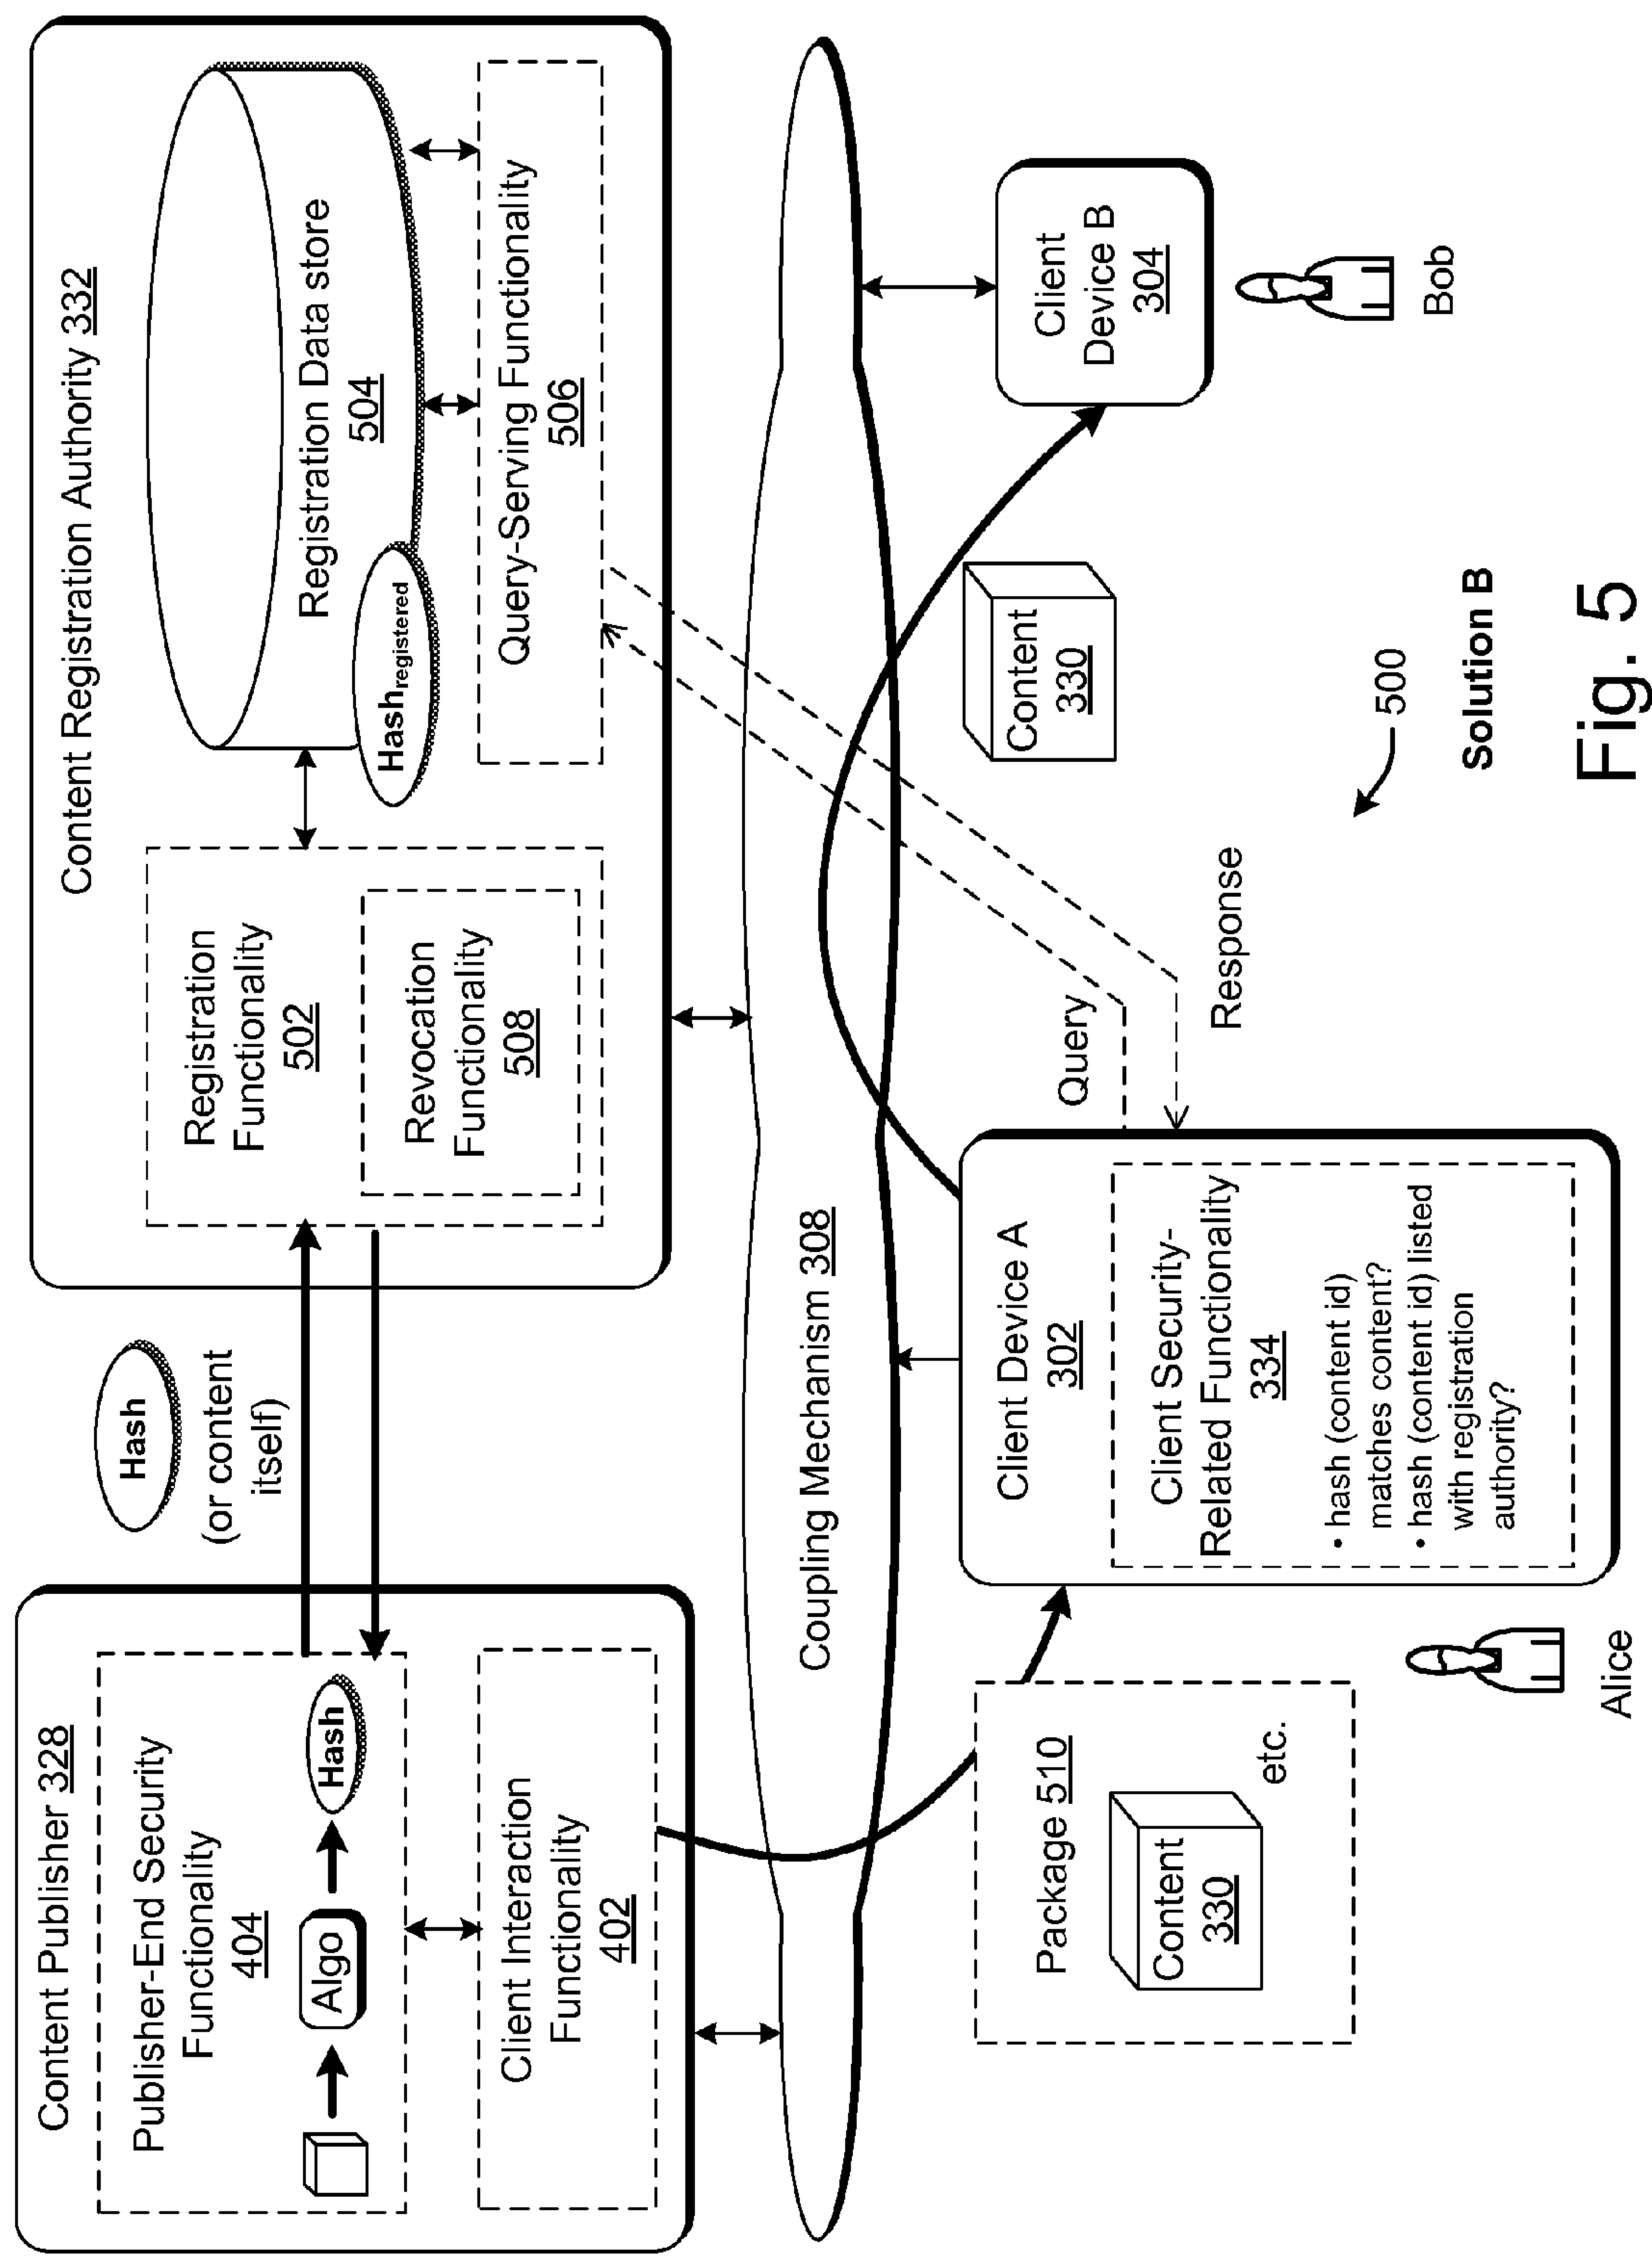 Content Publisher 328
Publisher-End Security
Functionality
404
Algo
Hash
Client Interaction
Functionality
402
Hash
(or content
itself)
Content Registration Authority 332
Registration
Functionality
502
Revocation
Functionality
508
Registration Data store
504
Hashregistered
Query-Serving Functionality
506
Coupling Mechanism 308
Package 510
Content
330
etc.
Alice
Client Device A
302
Client Security-
Related Functionality
334
• hash (content id)
matches content?
• hash (content id) listed
with registration
authority?
Query
Response
Content
330
Client
Device B
304
Bob
500
Solution B
Fig. 5